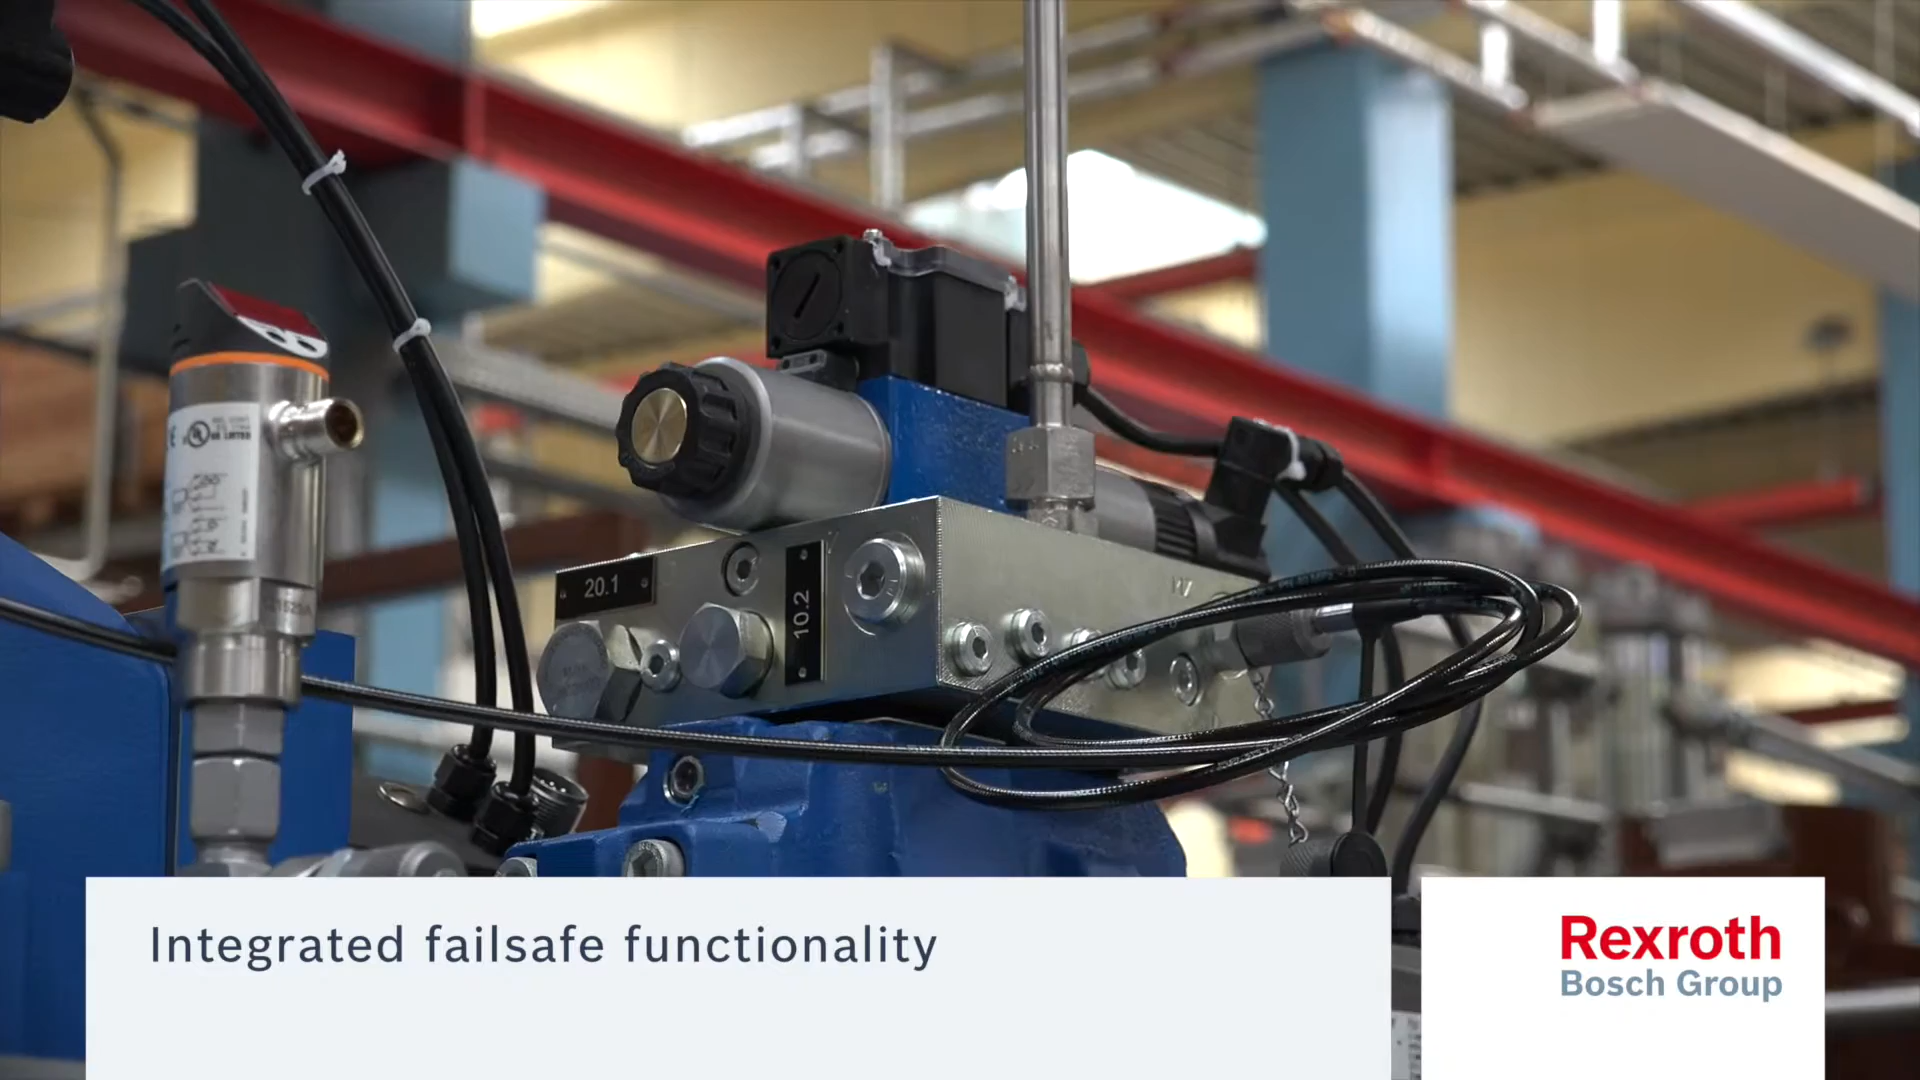 20.1
10.2
Integrated failsafe functionality
Rexroth
Bosch Group